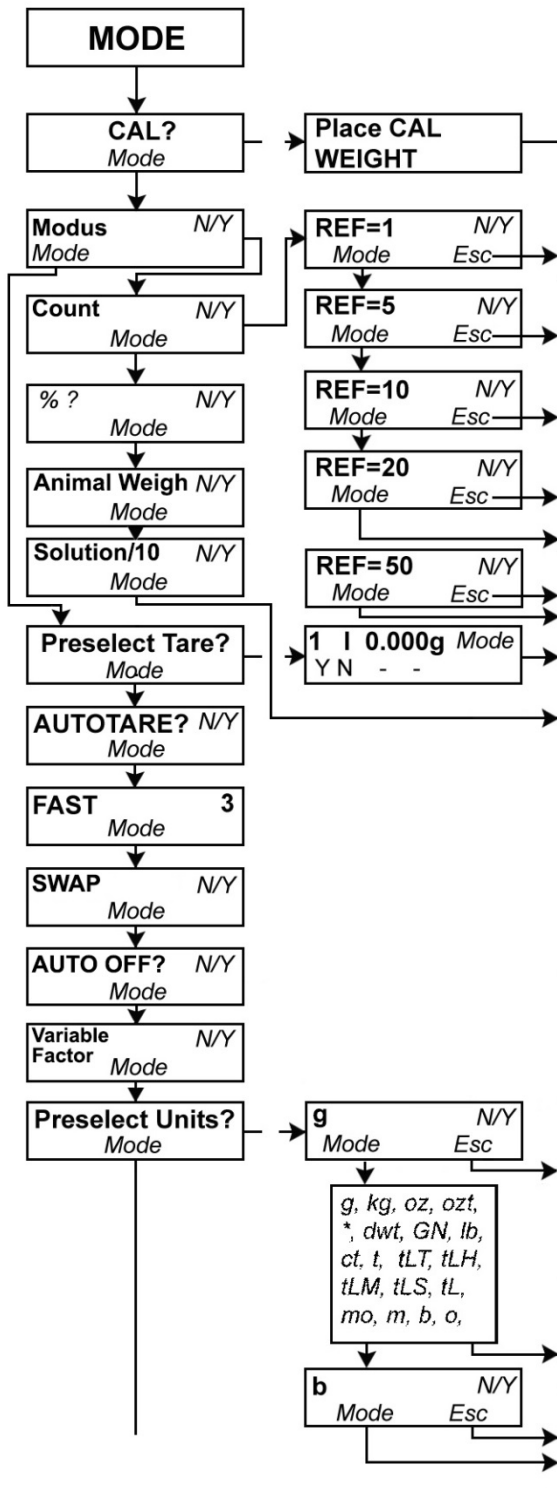 MODE
CAL?
Mode
Place CAL
WEIGHT
Modus N/Y
Mode
REF=1 N/Y
Mode Esc
Count N/Y
Mode
REF=5 N/Y
Mode Esc
% ? N/Y
Mode
REF=10 N/Y
Mode Esc
Animal Weigh N/Y
Mode
REF=20 N/Y
Mode Esc
Solution/10 N/Y
Mode
REF=50 N/Y
Mode Esc
Preselect Tare?
Mode
1 I 0.000g Mode
Y N - -
AUTOTARE? N/Y
Mode
FAST 3
Mode
SWAP N/Y
Mode
AUTO OFF? N/Y
Mode
Variable N/Y
Factor
Mode
Preselect Units?
Mode
g N/Y
Mode Esc
g, kg, oz, ozt,
*, dwt, GN, lb,
ct, t, tLT, tLH,
tLM, tLS, tL,
mo, m, b, o,
b N/Y
Mode Esc